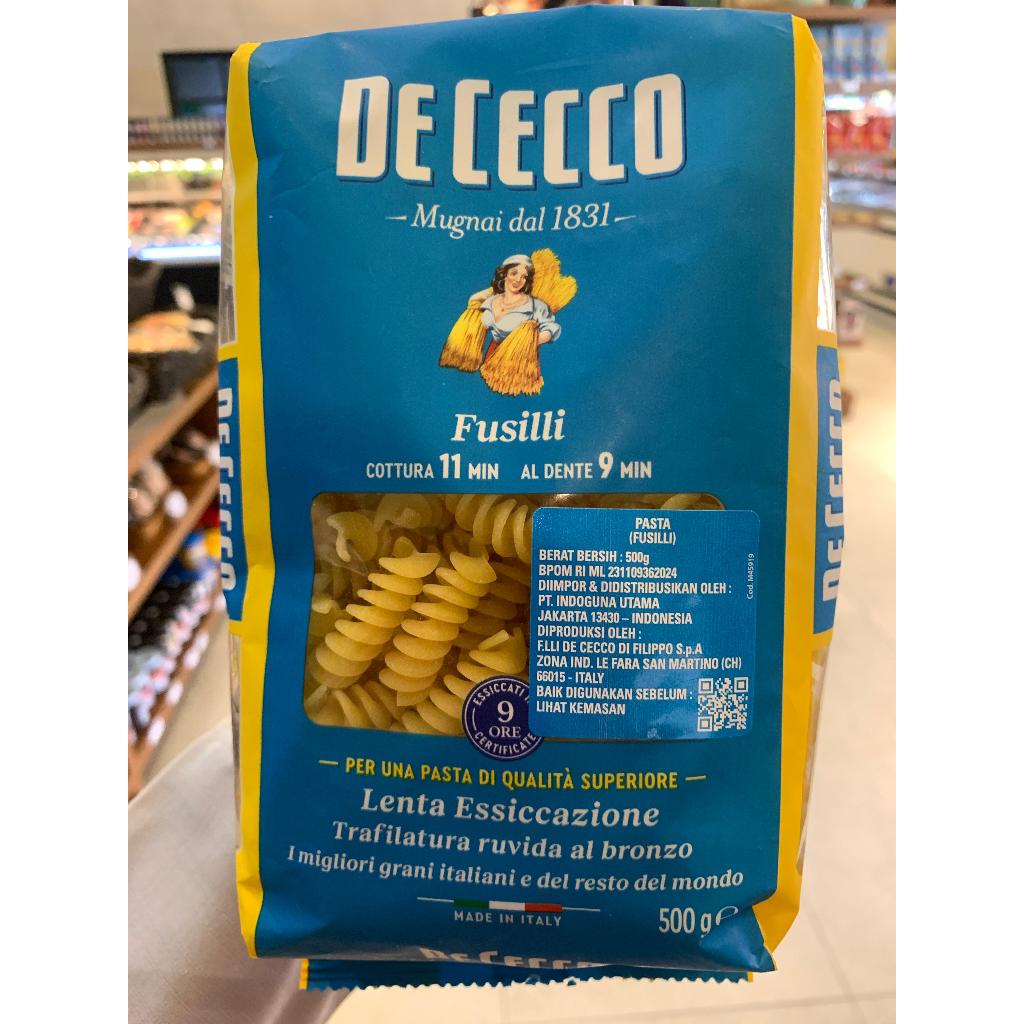 DE CECCO
Mugnai dal 1831
Fusilli
COTTURA 11 MIN AL DENTE 9 MIN
PASTA
(FUSILLI)
BERAT BERSIH : 500g
BPOM RI ML 231109362024
DIIMPOR & DIDISTRIBUSIKAN OLEH :
PT. INDOGUNA UTAMA
JAKARTA 13430 – INDONESIA
DIPRODUKSI OLEH :
F.LLI DE CECCO DI FILIPPO S.p.A
ZONA IND. LE FARA SAN MARTINO (CH)
66015 - ITALY
BAIK DIGUNAKAN SEBELUM :
LIHAT KEMASAN
Cod. M45919
ESSICCATI
9
ORE
CERTIFICATE
PER UNA PASTA DI QUALITÀ SUPERIORE
Lenta Essiccazione
Trafilatura ruvida al bronzo
I migliori grani italiani e del resto del mondo
MADE IN ITALY
500 g e
DE CECCO
DE CECCO
DE CECCO